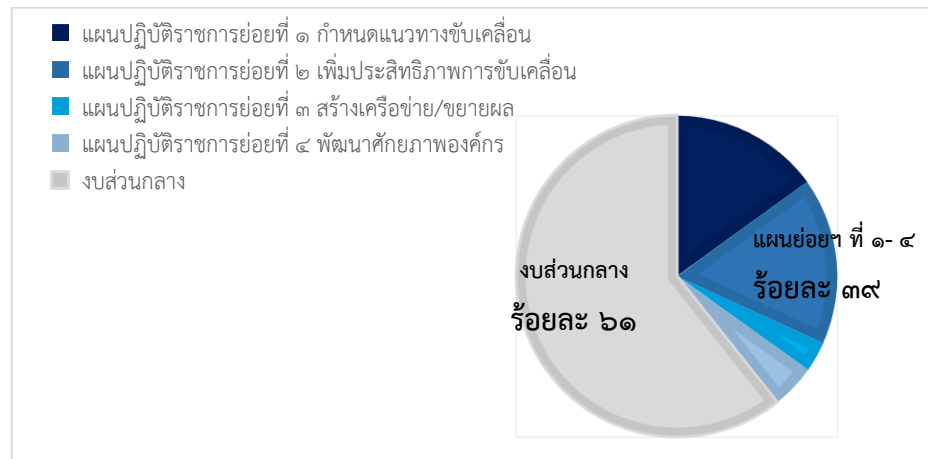 แผนปฏิบัติราชการย่อยที่ ๑ กำหนดแนวทางขับเคลื่อน
แผนปฏิบัติราชการย่อยที่ ๒ เพิ่มประสิทธิภาพการขับเคลื่อน
แผนปฏิบัติราชการย่อยที่ ๓ สร้างเครือข่าย/ขยายผล
แผนปฏิบัติราชการย่อยที่ ๔ พัฒนาศักยภาพองค์กร
งบส่วนกลาง
แผนย่อยฯ ที่ ๑- ๔
ร้อยละ ๓๙
งบส่วนกลาง
ร้อยละ ๖๑